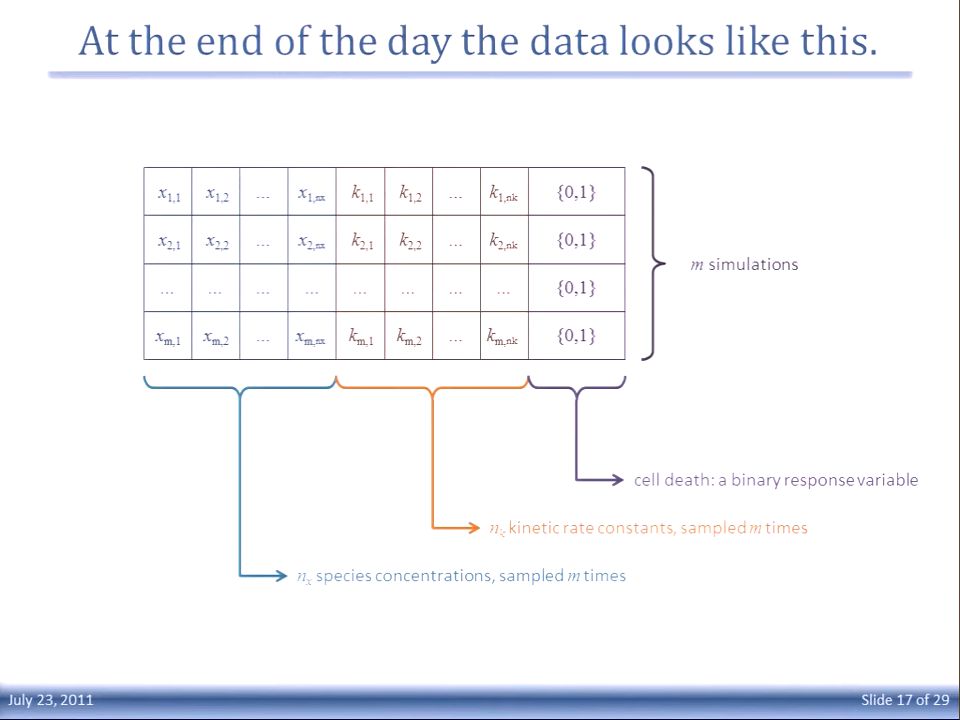 At the end of the day the data looks like this.
x1,1 x1,2 ... x1,nx k1,1 k1,2 ... k1,nk {0,1}
x2,1 x2,2 ... x2,nx k2,1 k2,2 ... k2,nk {0,1}
... ... ... ... ... ... ... ... {0,1}
xm,1 xm,2 ... xm,nx km,1 km,2 ... km,nk {0,1}
m simulations
cell death: a binary response variable
nk kinetic rate constants, sampled m times
nx species concentrations, sampled m times
July 23, 2011
Slide 17 of 29